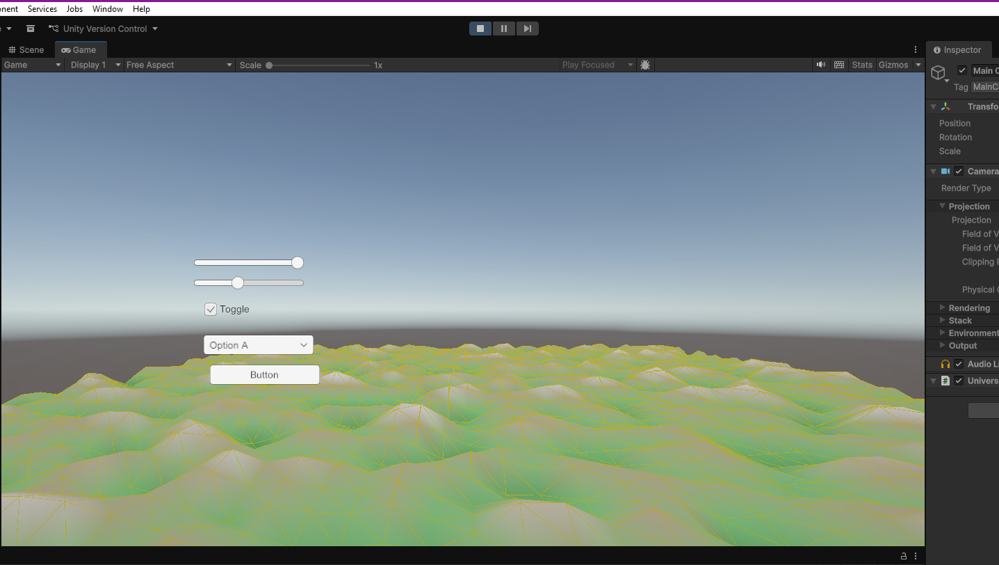 nent Services Jobs Window Help
Unity Version Control
Scene Game
Inspector
Game Display 1 Free Aspect Scale 1x Play Focused Stats Gizmos
Main C
Tag MainCa
Transfo
Position
Rotation
Scale
Camera
Render Type
Projection
Projection
Field of V
Field of V
Clipping P
Physical C
Rendering
Stack
Environment
Output
Audio Li
Univers
Toggle
Option A
Button